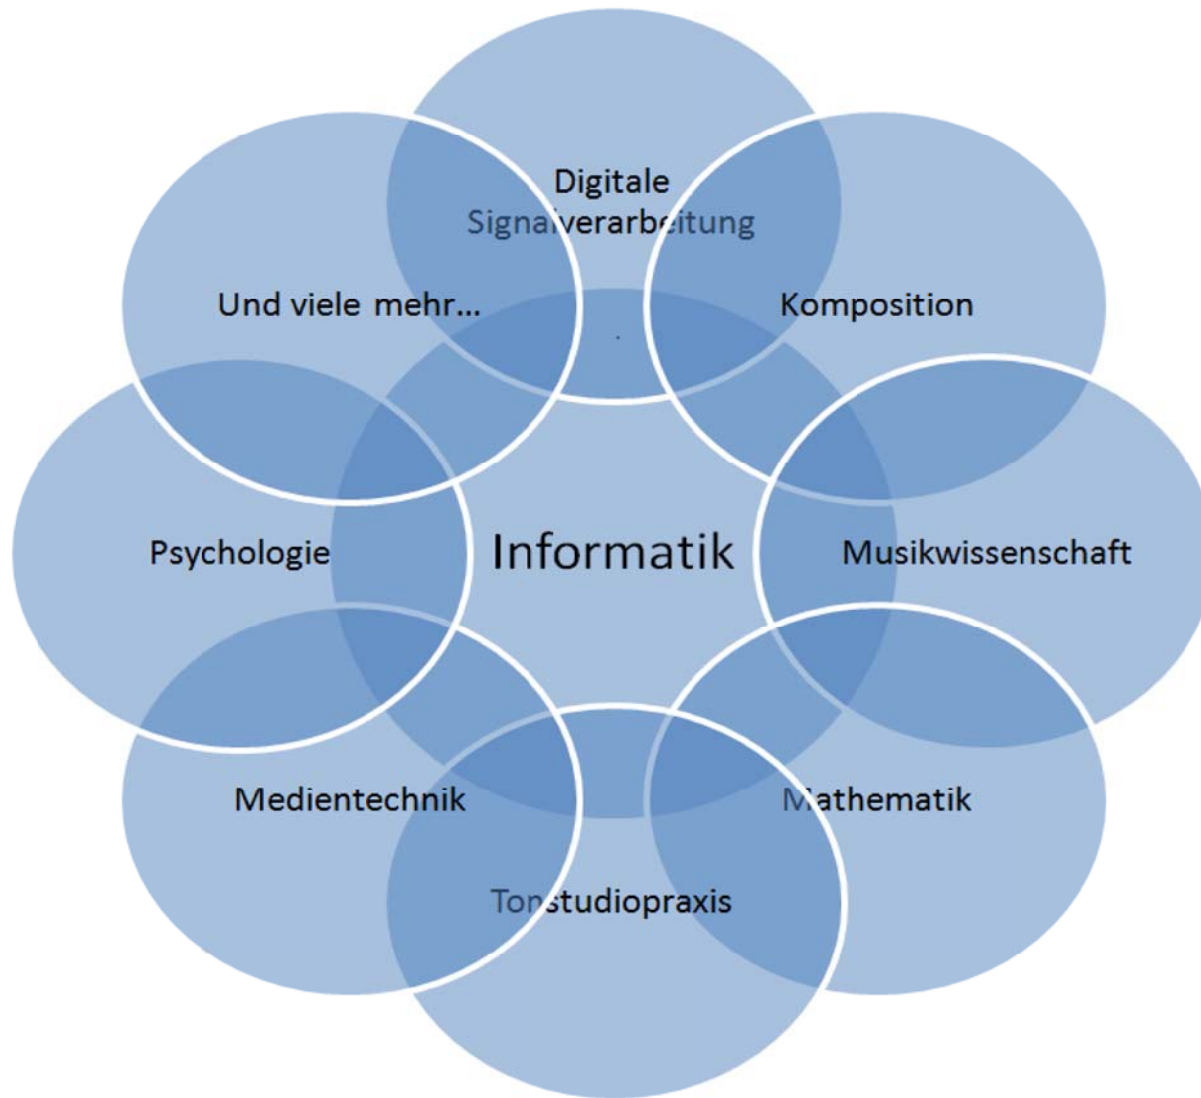 Digitale
Signalverarbeitung
Und viele mehr...
Komposition
.
Psychologie
Informatik
Musikwissenschaft
Medientechnik
Mathematik
Tonstudiopraxis